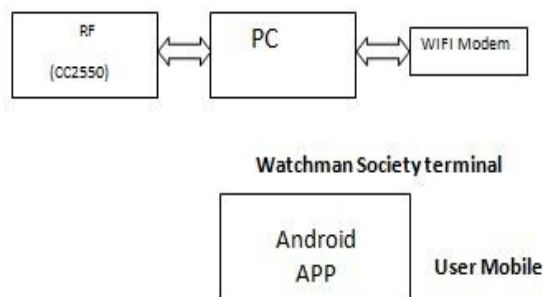 RF
(CC2550)
PC
WIFI Modem
Watchman Society terminal
Android
APP
User Mobile